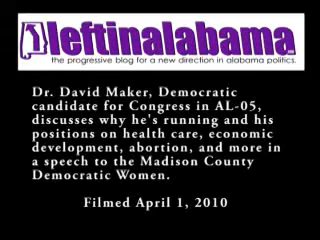 leftinalabama
the progressive blog for a new direction in alabama politics.
Dr. David Maker, Democratic
candidate for Congress in AL-05,
discusses why he's running and his
positions on health care, economic
development, abortion, and more in
a speech to the Madison County
Democratic Women.
Filmed April 1, 2010